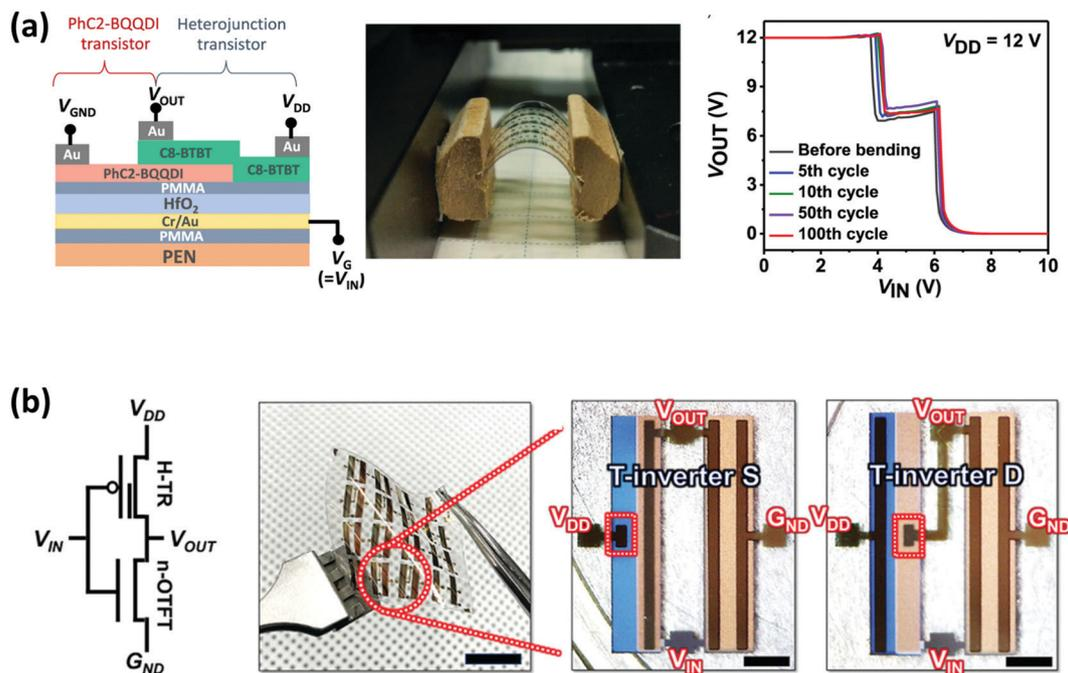 (a)
PhC2-BQQDI
transistor
Heterojunction
transistor
VGND
VOUT
VDD
Au
Au
Au
C8-BTBT
PhC2-BQQDI
C8-BTBT
PMMA
HfO2
Cr/Au
PMMA
PEN
VG
(=VIN)
VOUT (V)
12
9
6
3
0
VDD = 12 V
Before bending
5th cycle
10th cycle
50th cycle
100th cycle
0
2
4
6
8
10
VIN (V)
(b)
VDD
H-TR
VIN
VOUT
n-OTFT
GND
VOUT
T-inverter S
VDD
GND
VIN
VOUT
T-inverter D
VDD
GND
VIN